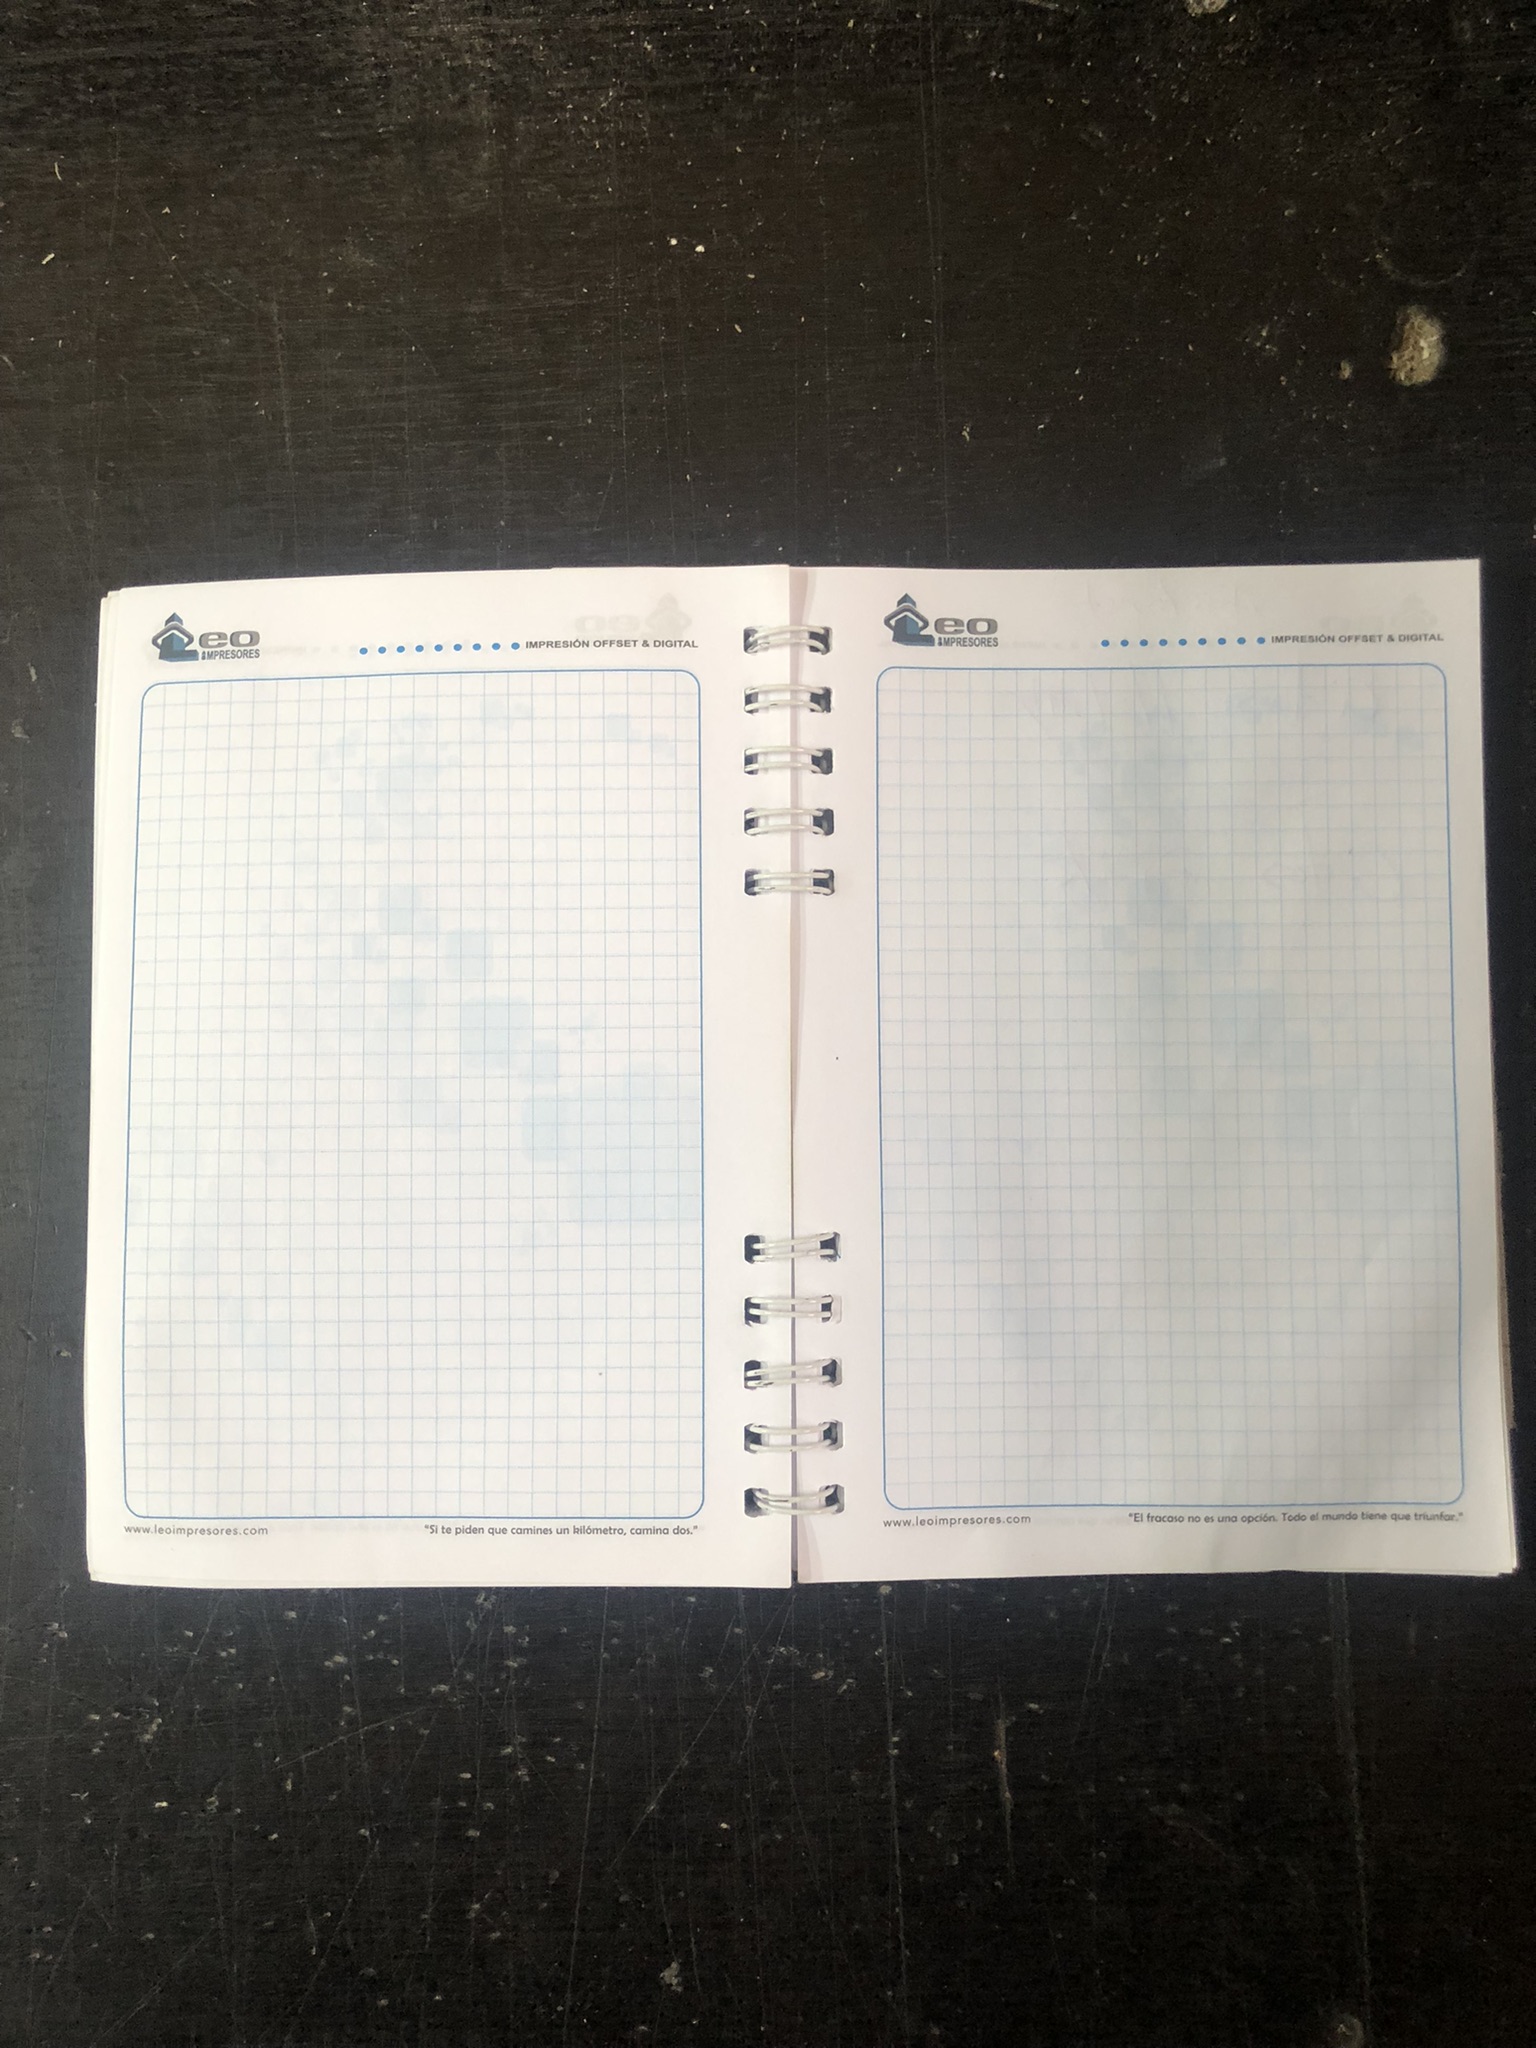 Leo
IMPRESORES
IMPRESIÓN OFFSET & DIGITAL
www.leoimpresores.com
"Si te piden que camines un kilómetro, camina dos."
Leo
IMPRESORES
IMPRESIÓN OFFSET & DIGITAL
www.leoimpresores.com
"El fracaso no es una opción. Todo el mundo tiene que triunfar."